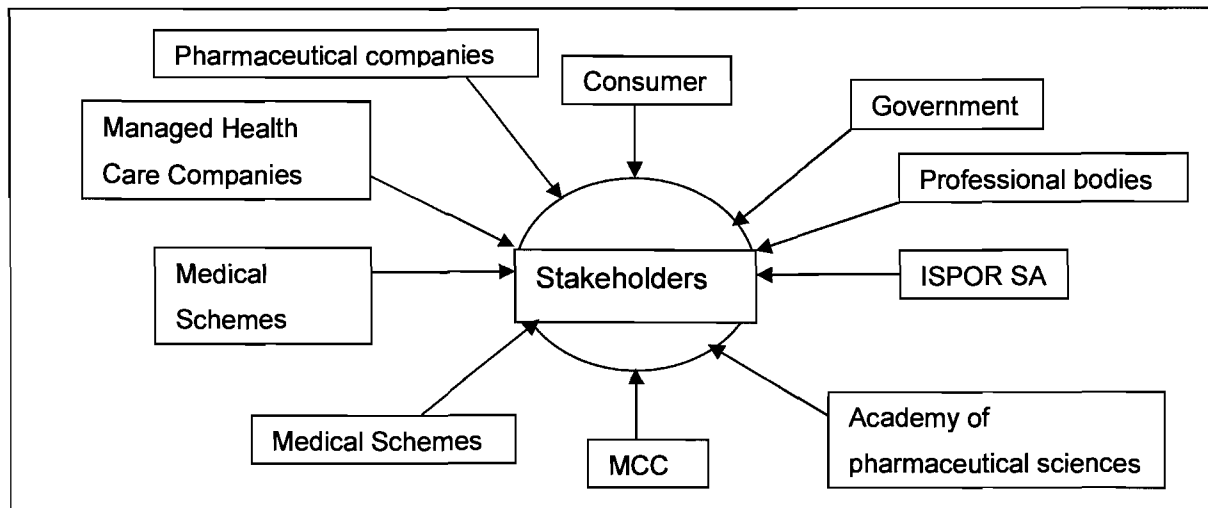 Pharmaceutical companies
Consumer
Government
Managed Health
Care Companies
Professional bodies
Medical
Schemes
Stakeholders
ISPOR SA
Medical Schemes
MCC
Academy of
pharmaceutical sciences